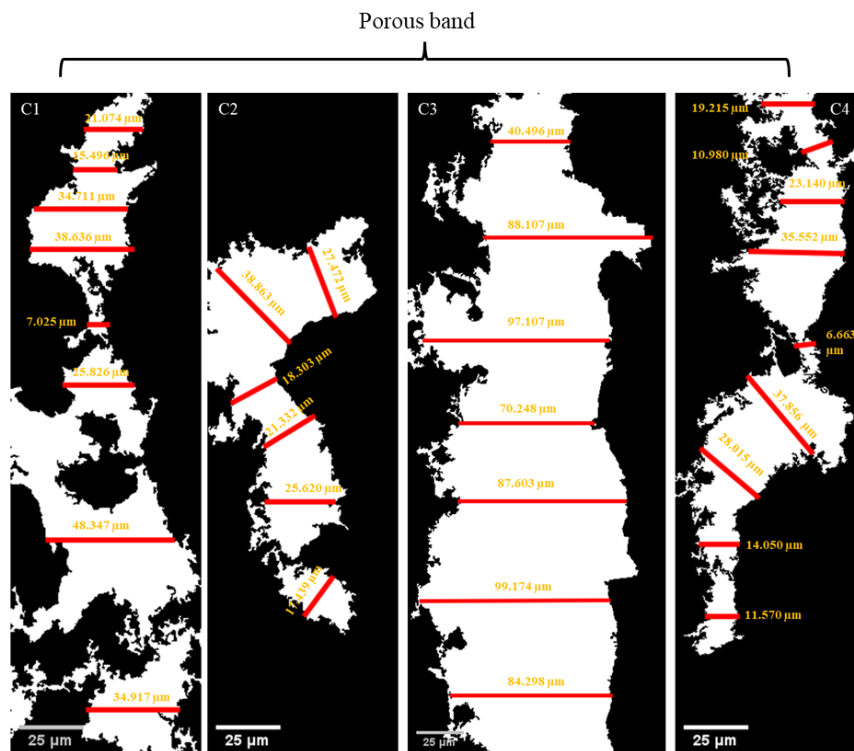 Porous band
C1
21.074 µm
15.496 µm
34.711 µm
38.636 µm
7.025 µm
25.826 µm
48.347 µm
34.917 µm
25 µm
C2
38.863 µm
27.472 µm
18.303 µm
21.332 µm
25.620 µm
17.439 µm
25 µm
C3
40.496 µm
88.107 µm
97.107 µm
70.248 µm
87.603 µm
99.174 µm
84.298 µm
25 µm
C4
19.215 µm
10.980 µm
23.140 µm
35.552 µm
6.663
µm
37.856 µm
28.015 µm
14.050 µm
11.570 µm
25 µm